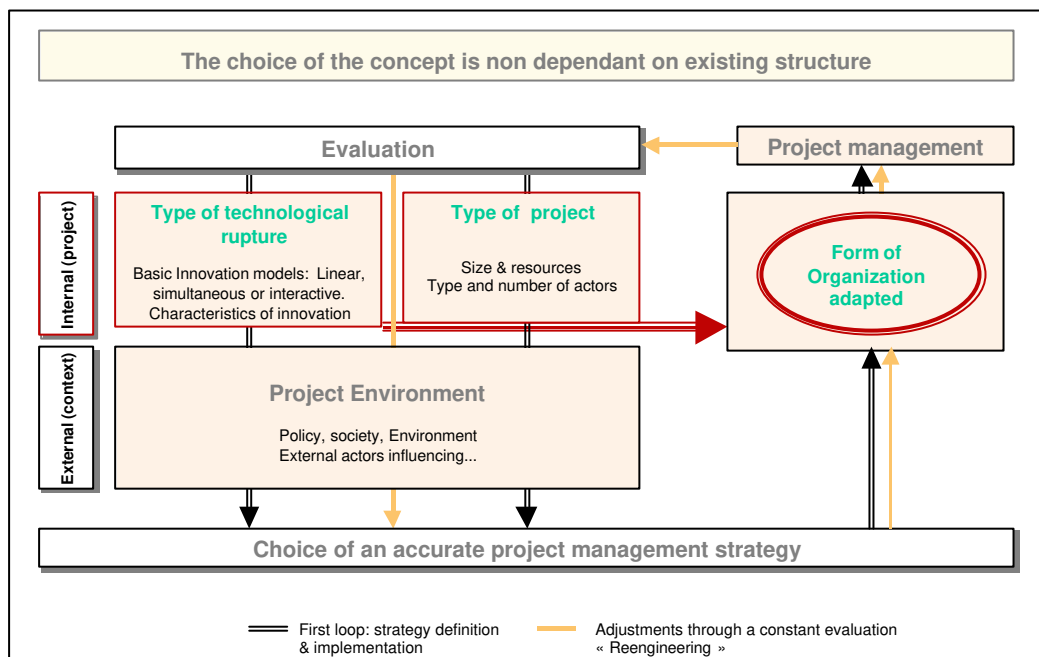 The choice of the concept is non dependant on existing structure
Evaluation
Project management
Internal (project)
Type of technological
rupture
Basic Innovation models:  Linear,
simultaneous or interactive.
Characteristics of innovation
Type of  project
Size & resources
Type and number of actors
Form of
Organization
adapted
External (context)
Project Environment
Policy, society, Environment
External actors influencing...
Choice of an accurate project management strategy
First loop: strategy definition
& implementation
Adjustments through a constant evaluation
« Reengineering »